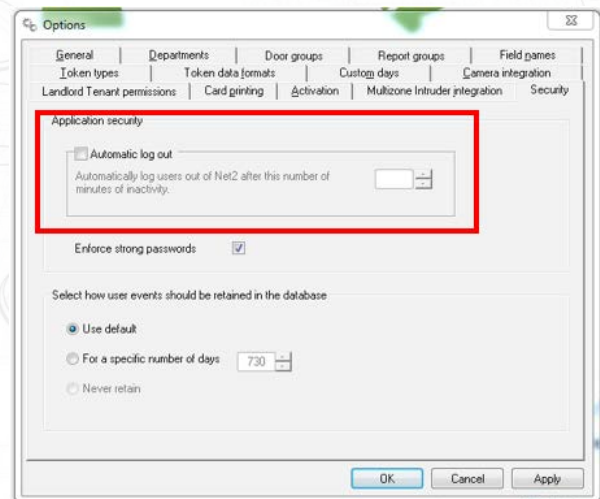 Options
General Departments Door groups Report groups Field names
Token types Token data formats Custom days Camera integration
Landlord Tenant permissions Card printing Activation Multizone Intruder integration Security
Application security
Automatic log out
Automatically log users out of Net2 after this number of
minutes of inactivity.
Enforce strong passwords
Select how user events should be retained in the database
Use default
For a specific number of days 730
Never retain
OK Cancel Apply